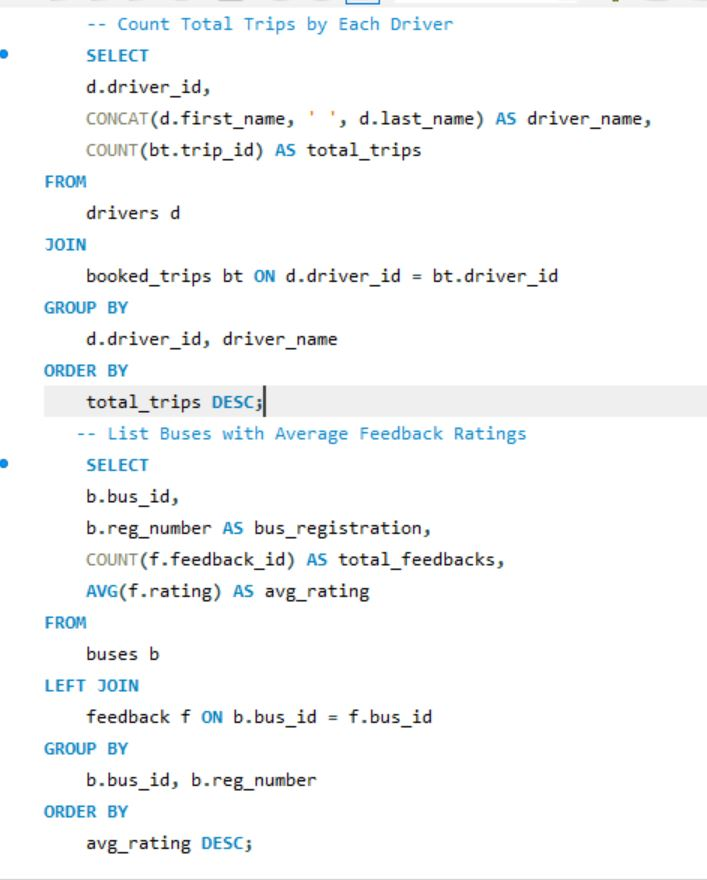 -- Count Total Trips by Each Driver
SELECT
d.driver_id,
CONCAT(d.first_name, ' ', d.last_name) AS driver_name,
COUNT(bt.trip_id) AS total_trips
FROM
drivers d
JOIN
booked_trips bt ON d.driver_id = bt.driver_id
GROUP BY
d.driver_id, driver_name
ORDER BY
total_trips DESC;
-- List Buses with Average Feedback Ratings
SELECT
b.bus_id,
b.reg_number AS bus_registration,
COUNT(f.feedback_id) AS total_feedbacks,
AVG(f.rating) AS avg_rating
FROM
buses b
LEFT JOIN
feedback f ON b.bus_id = f.bus_id
GROUP BY
b.bus_id, b.reg_number
ORDER BY
avg_rating DESC;